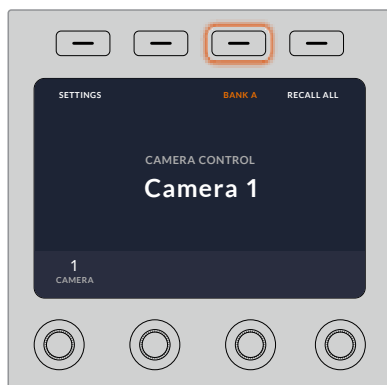 SETTINGS BANK A RECALL ALL
CAMERA CONTROL
Camera 1
1
CAMERA